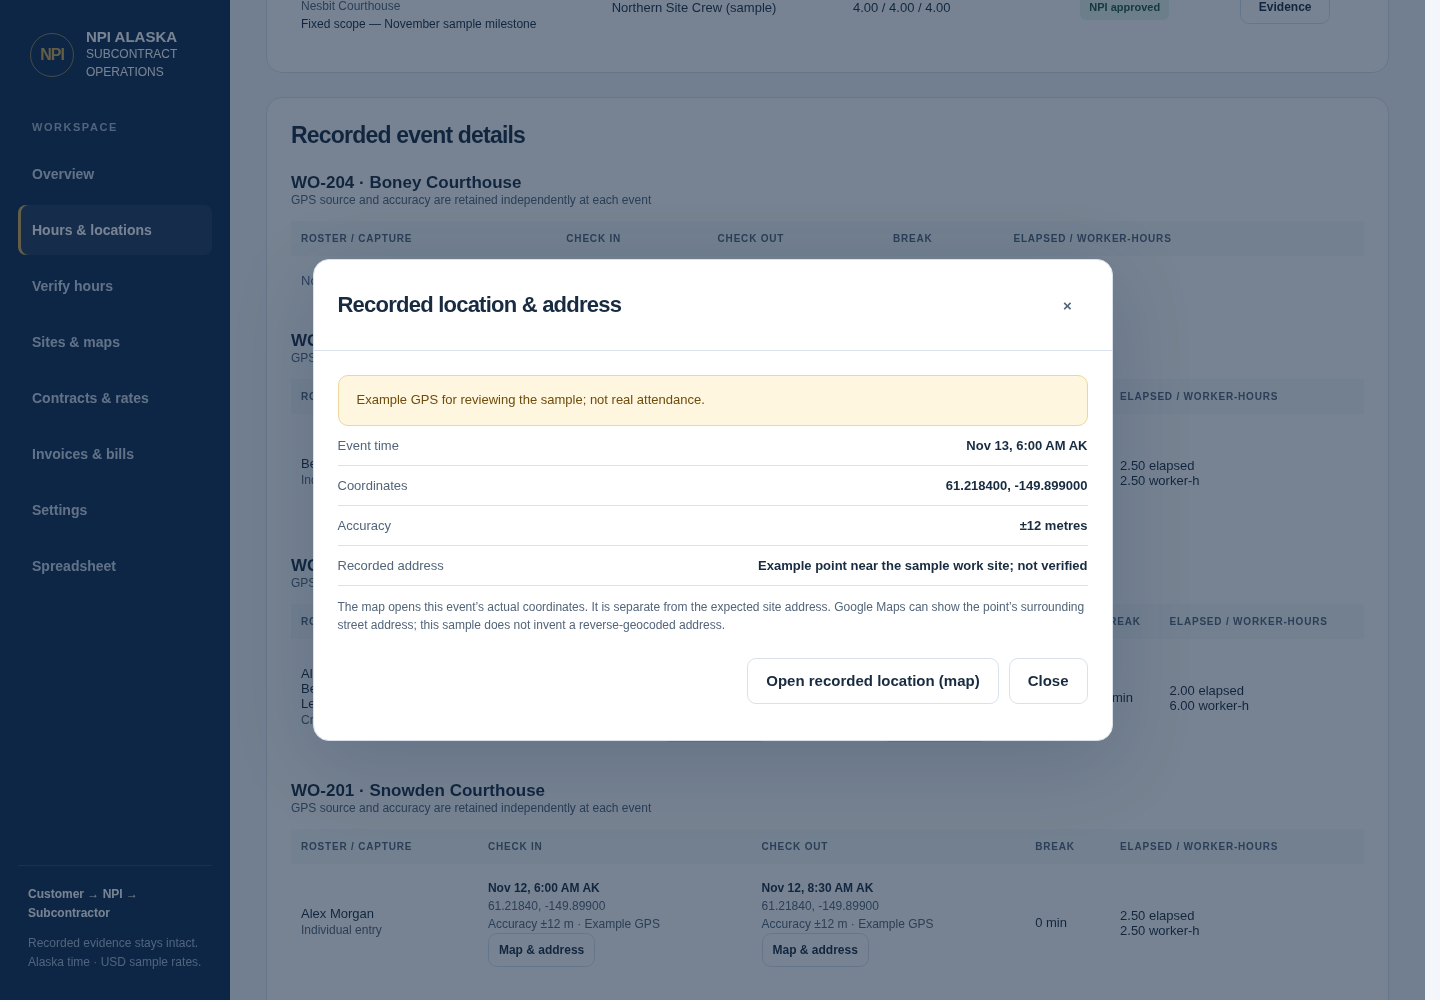 NPI
NPI ALASKA
SUBCONTRACT
OPERATIONS
WORKSPACE
Overview
Hours & locations
Verify hours
Sites & maps
Contracts & rates
Invoices & bills
Settings
Spreadsheet
Customer → NPI →
Subcontractor
Recorded evidence stays intact.
Alaska time · USD sample rates.
Nesbit Courthouse
Fixed scope — November sample milestone
Northern Site Crew (sample)
4.00 / 4.00 / 4.00
NPI approved
Evidence
Recorded event details
WO-204 · Boney Courthouse
GPS source and accuracy are retained independently at each event
ROSTER / CAPTURE
CHECK IN
CHECK OUT
BREAK
ELAPSED / WORKER-HOURS
Recorded location & address
×
Example GPS for reviewing the sample; not real attendance.
Event time
Nov 13, 6:00 AM AK
Coordinates
61.218400, -149.899000
Accuracy
±12 metres
Recorded address
Example point near the sample work site; not verified
The map opens this event’s actual coordinates. It is separate from the expected site address. Google Maps can show the point’s surrounding
street address; this sample does not invent a reverse-geocoded address.
Open recorded location (map)
Close
GPS
ELAPSED / WORKER-HOURS
2.50 elapsed
2.50 worker-h
GPS
ELAPSED / WORKER-HOURS
min
2.00 elapsed
6.00 worker-h
WO-201 · Snowden Courthouse
GPS source and accuracy are retained independently at each event
ROSTER / CAPTURE
CHECK IN
CHECK OUT
BREAK
ELAPSED / WORKER-HOURS
Alex Morgan
Individual entry
Nov 12, 6:00 AM AK
61.21840, -149.89900
Accuracy ±12 m · Example GPS
Map & address
Nov 12, 8:30 AM AK
61.21840, -149.89900
Accuracy ±12 m · Example GPS
Map & address
0 min
2.50 elapsed
2.50 worker-h